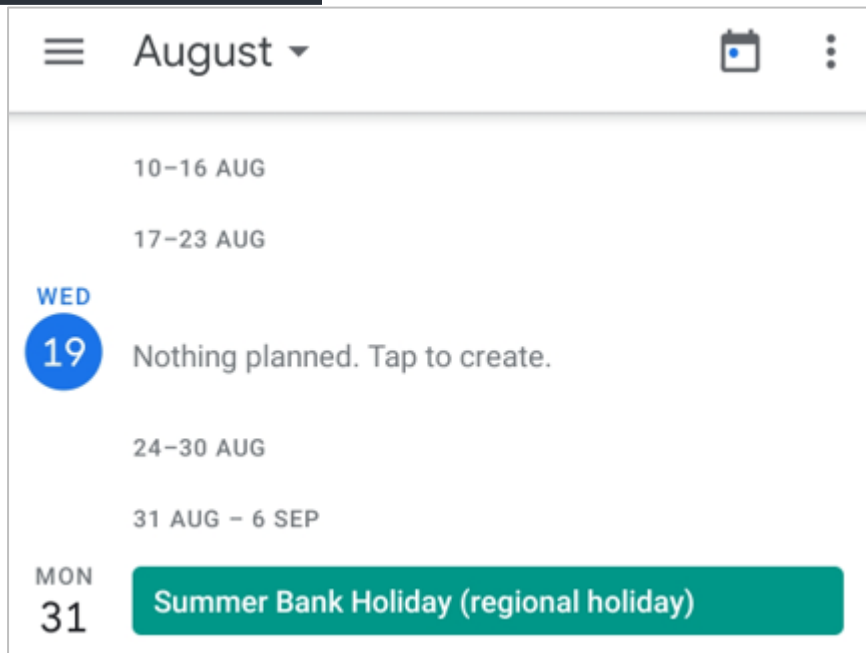 August
10–16 AUG
17–23 AUG
WED
19
Nothing planned. Tap to create.
24–30 AUG
31 AUG – 6 SEP
MON
31
Summer Bank Holiday (regional holiday)